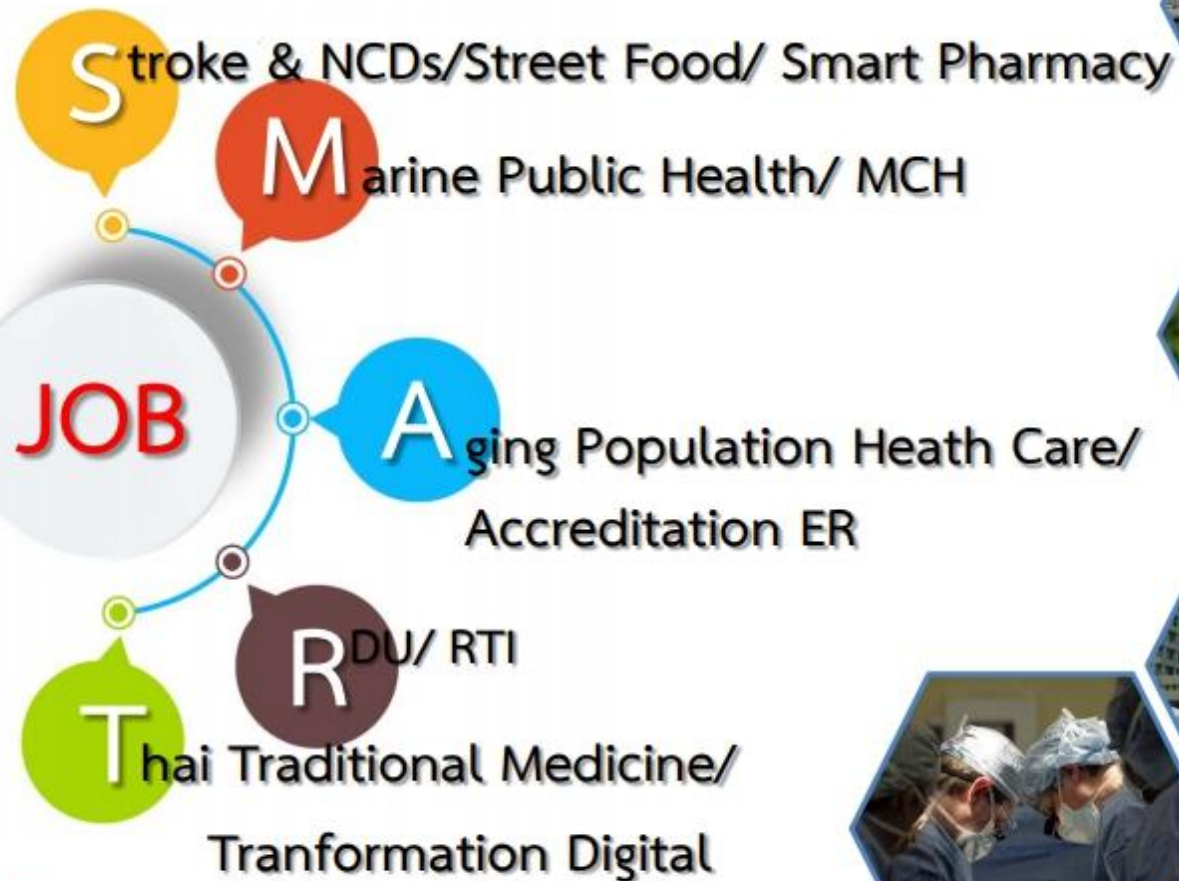 Stroke & NCDs/Street Food/ Smart Pharmacy
Marine Public Health/ MCH
JOB
Aging Population Heath Care/
Accreditation ER
RDU/ RTI
Thai Traditional Medicine/
Tranformation Digital